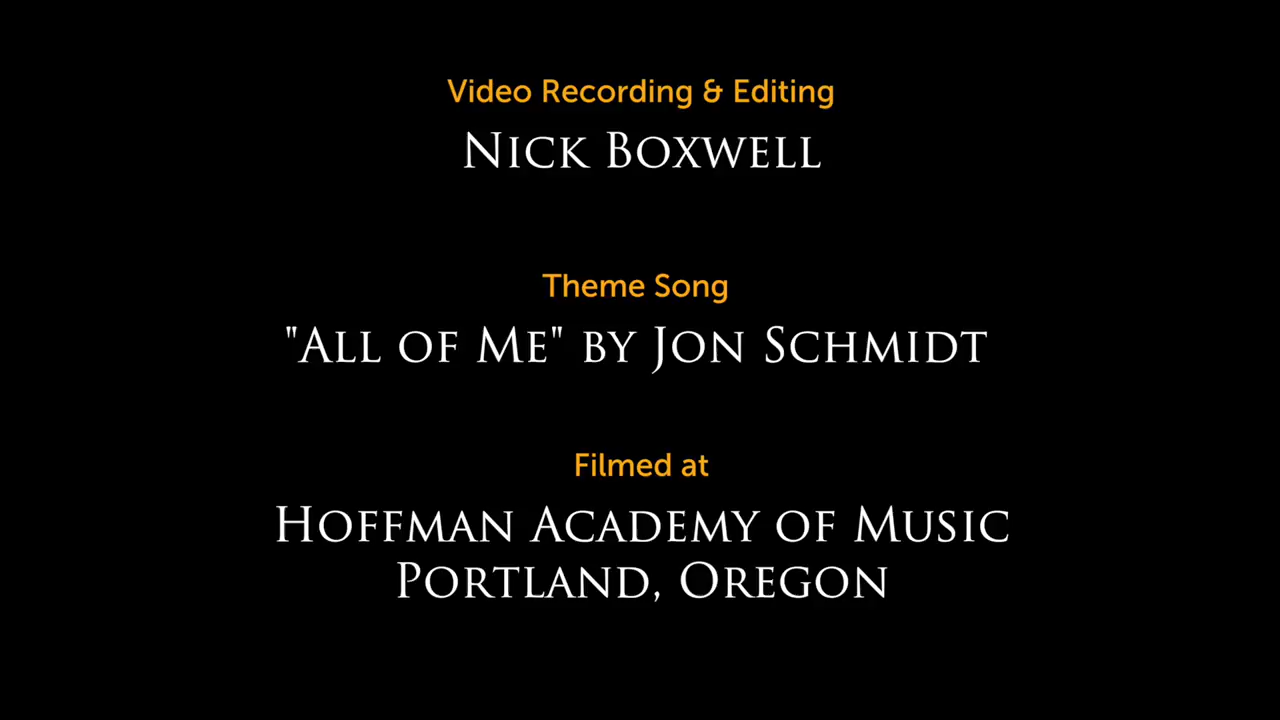 Video Recording & Editing
Nick Boxwell
Theme Song
"All of Me" by Jon Schmidt
Filmed at
Hoffman Academy of Music
Portland, Oregon